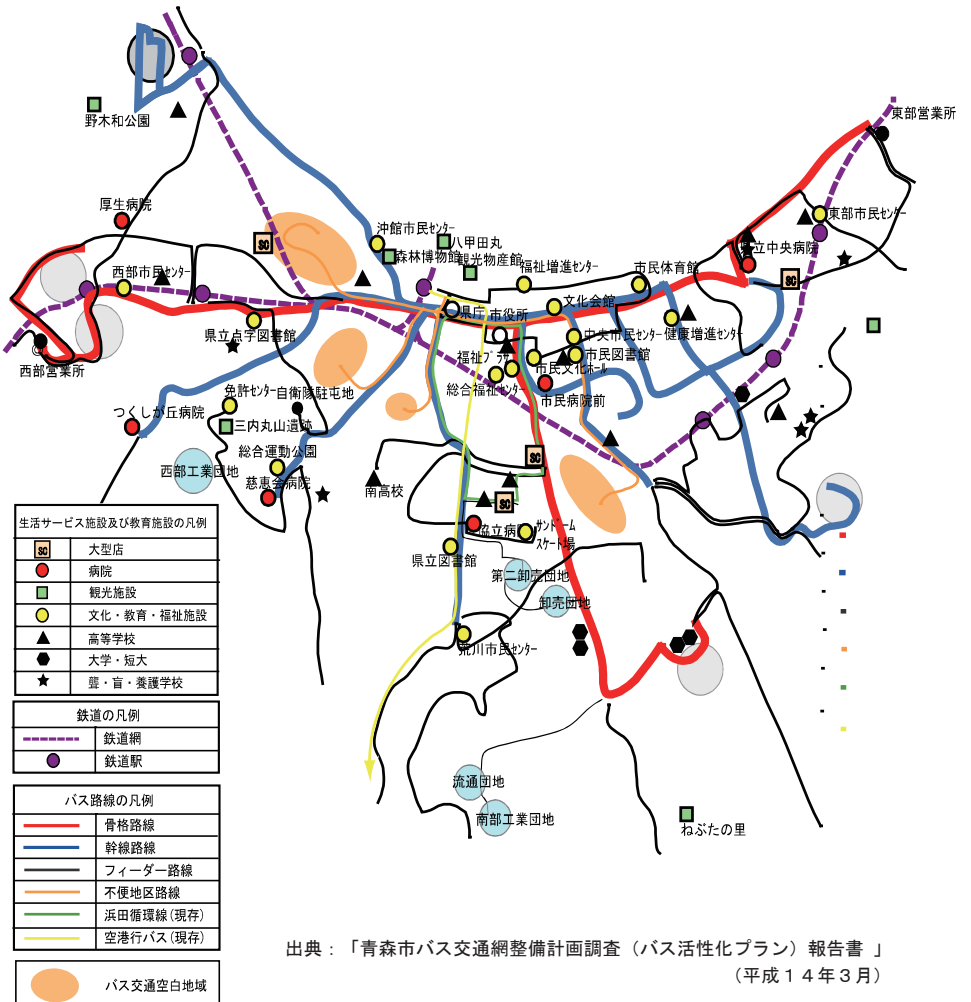 東部営業所
野木和公園
厚生病院
沖館市民センター
東部市民センター
SC
森林博物館
八甲田丸
観光物産館
県立中央病院
西部市民センター
福祉増進センター
市民体育館
SC
県庁
市役所
文化会館
県立点字図書館
中央市民センター
健康増進センター
西部営業所
福祉プラザ
市民図書館
市民文化ホール
総合福祉センター
免許センター
自衛隊駐屯地
市民病院前
つくしが丘病院
三内丸山遺跡
総合運動公園
SC
西部工業団地
慈恵会病院
南高校
SC
協立病院
サンドーム
スケート場
県立図書館
第二卸売団地
卸売団地
荒川市民センター
流通団地
南部工業団地
ねぶたの里
生活サービス施設及び教育施設の凡例
SC 大型店
病院
観光施設
文化・教育・福祉施設
高等学校
大学・短大
聾・盲・養護学校
鉄道の凡例
鉄道網
鉄道駅
バス路線の凡例
骨格路線
幹線路線
フィーダー路線
不便地区路線
浜田循環線(現存)
空港行バス(現存)
バス交通空白地域
出典：「青森市バス交通網整備計画調査（バス活性化プラン）報告書 」
（平成１４年３月）